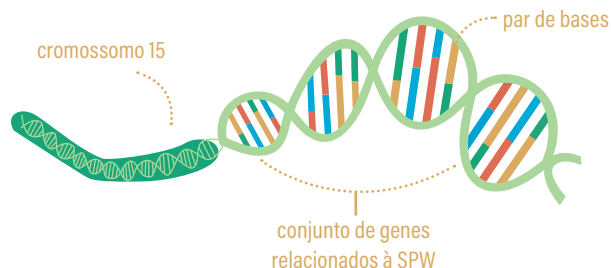 par de bases
cromossomo 15
conjunto de genes
relacionados à SPW